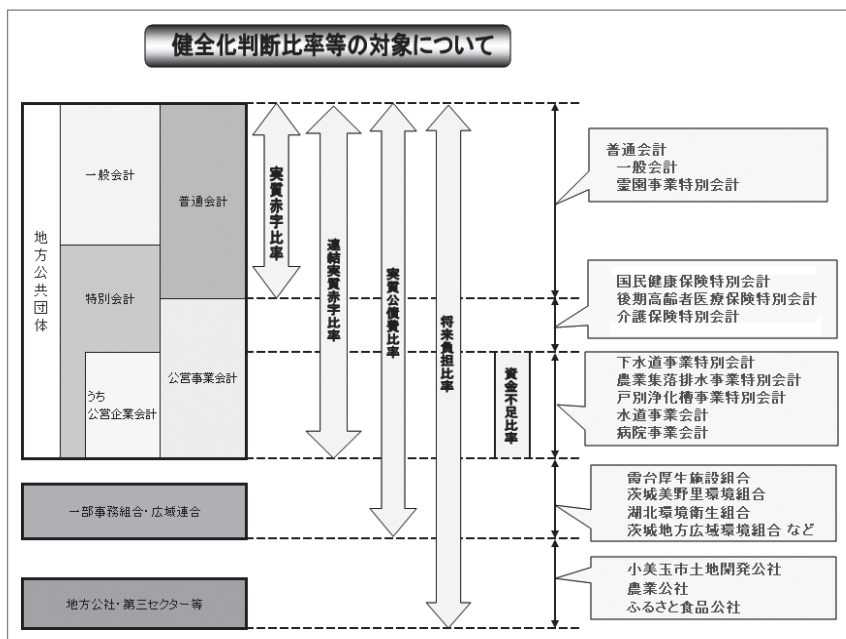 健全化判断比率等の対象について
地方公共団体
一般会計
特別会計
うち
公営企業会計
普通会計
公営事業会計
一部事務組合・広域連合
地方公社・第三セクター等
実質赤字比率
連結実質赤字比率
実質公債費比率
将来負担比率
資金不足比率
普通会計
一般会計
霊園事業特別会計
国民健康保険特別会計
後期高齢者医療保険特別会計
介護保険特別会計
下水道事業特別会計
農業集落排水事業特別会計
戸別浄化槽事業特別会計
水道事業会計
病院事業会計
霞台厚生施設組合
茨城美野里環境組合
湖北環境衛生組合
茨城地方広域環境組合 など
小美玉市土地開発公社
農業公社
ふるさと食品公社